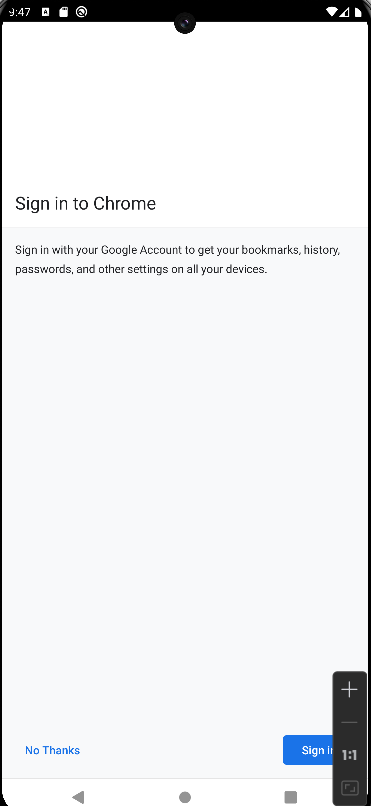 9:47
Sign in to Chrome
Sign in with your Google Account to get your bookmarks, history,
passwords, and other settings on all your devices.
No Thanks
Sign in
1:1